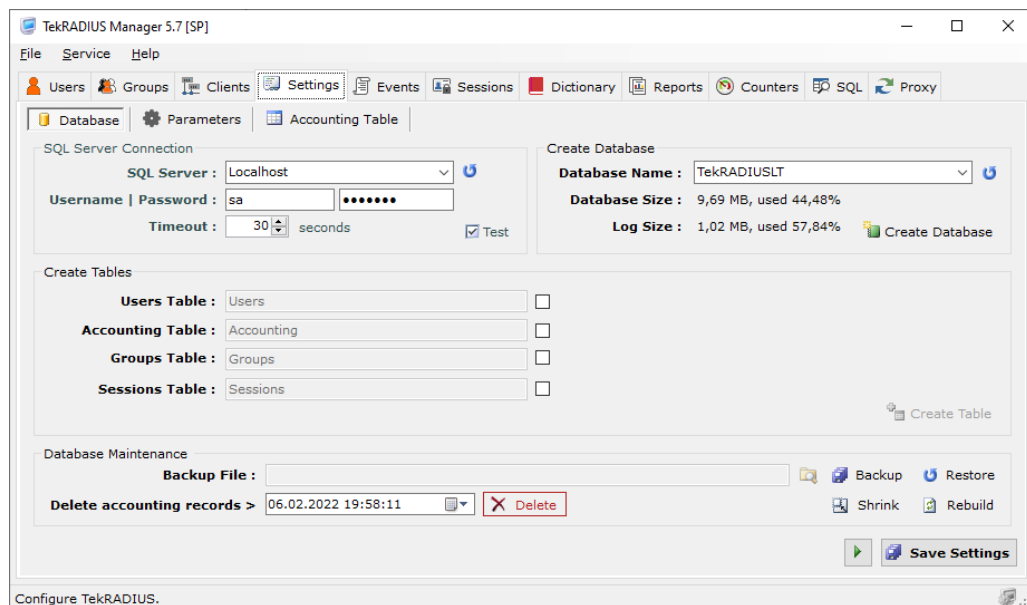 TekRADIUS Manager 5.7 [SP]
File Service Help
Users Groups Clients Settings Events Sessions Dictionary Reports Counters SQL Proxy
Database Parameters Accounting Table
SQL Server Connection
SQL Server : Localhost
Username | Password : sa •••••••
Timeout : 30 seconds
Test
Create Database
Database Name : TekRADIUSLT
Database Size : 9,69 MB, used 44,48%
Log Size : 1,02 MB, used 57,84% Create Database
Create Tables
Users Table : Users
Accounting Table : Accounting
Groups Table : Groups
Sessions Table : Sessions
Create Table
Database Maintenance
Backup File : Backup Restore
Delete accounting records > 06.02.2022 19:58:11 Delete Shrink Rebuild
Save Settings
Configure TekRADIUS.